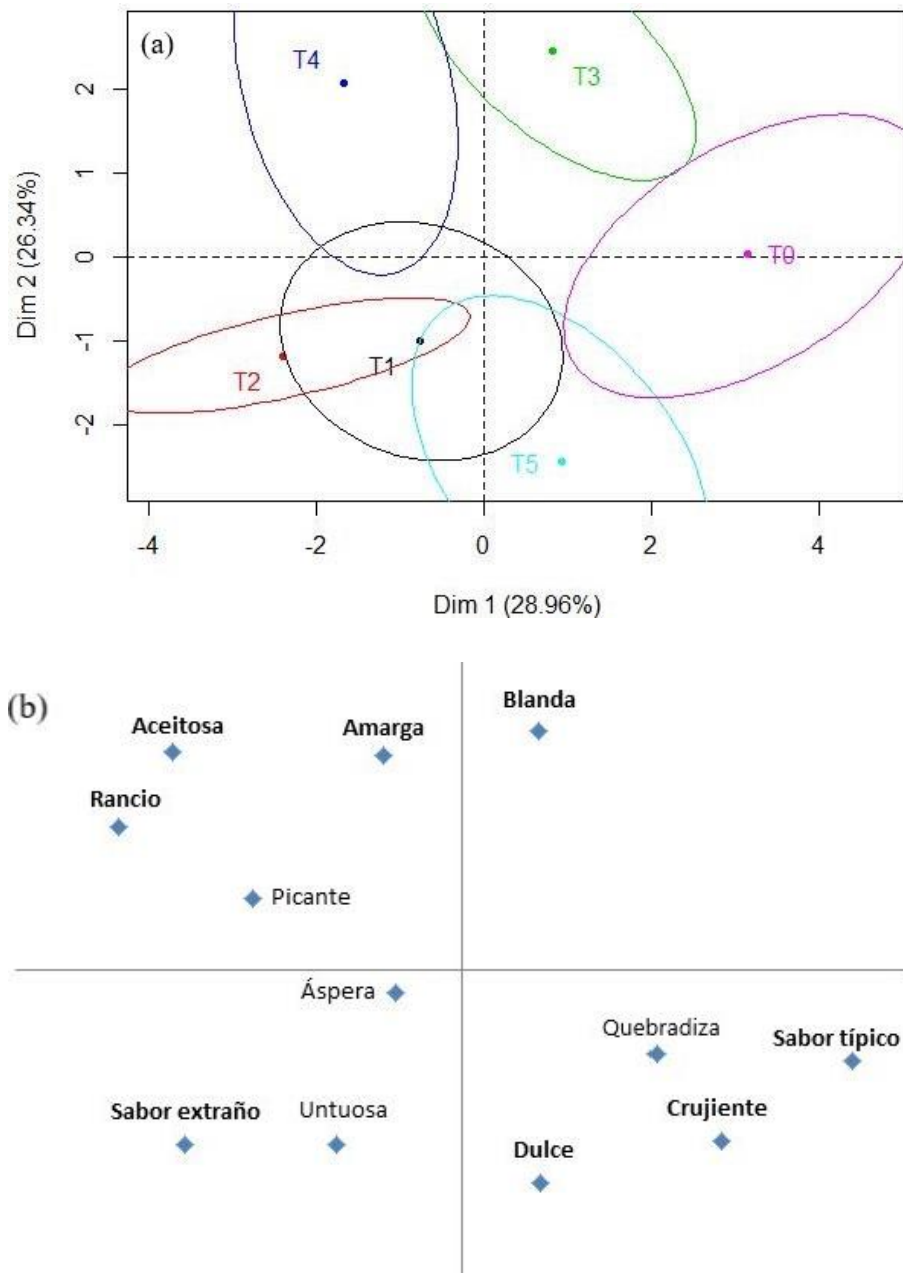 (a)
T4
T3
T0
T1
T2
T5
2
1
0
-1
-2
Dim 2 (26.34%)
-4 -2 0 2 4
Dim 1 (28.96%)
(b)
Blanda
Aceitosa Amarga
Rancio
Picante
Áspera
Quebradiza
Sabor típico
Sabor extraño Untuosa Crujiente
Dulce